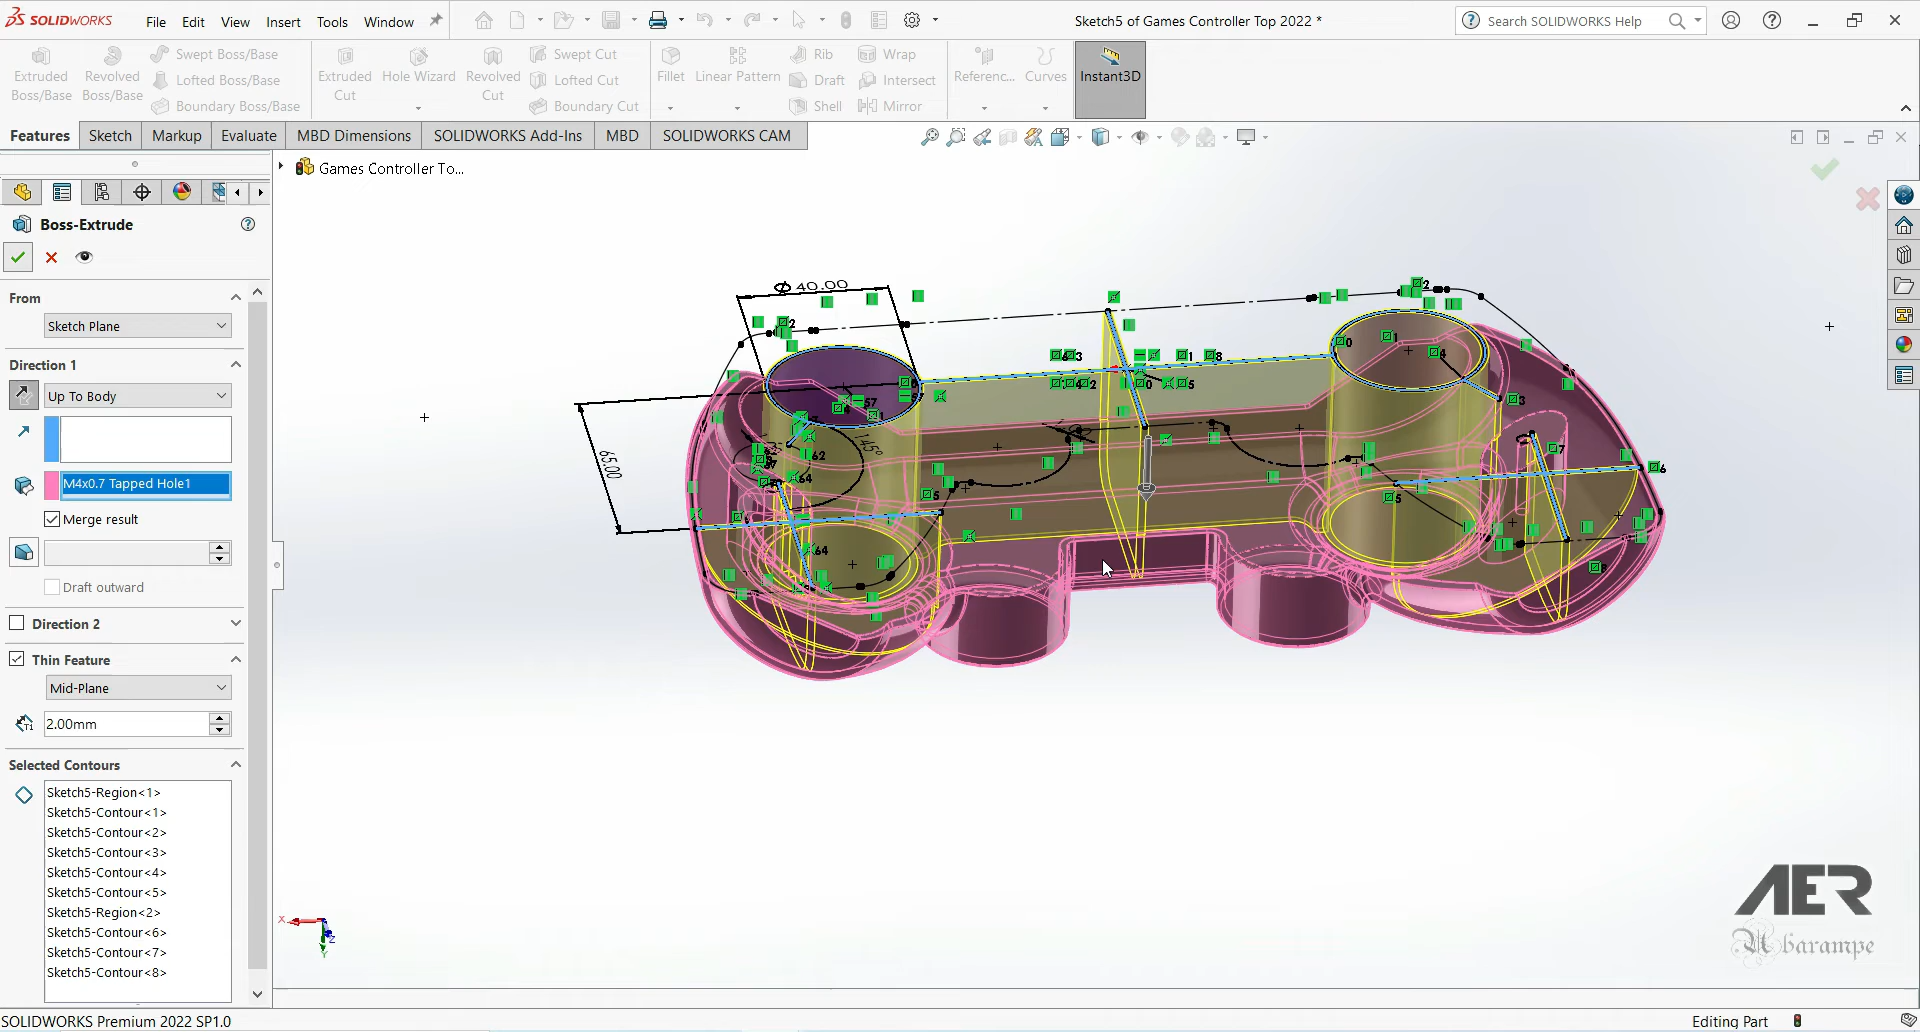 SOLIDWORKS
File Edit View Insert Tools Window
Sketch5 of Games Controller Top 2022 *
Search SOLIDWORKS Help
Extruded Boss/Base
Revolved Boss/Base
Swept Boss/Base
Lofted Boss/Base
Boundary Boss/Base
Extruded Cut
Hole Wizard
Revolved Cut
Swept Cut
Lofted Cut
Boundary Cut
Fillet
Linear Pattern
Rib
Draft
Shell
Wrap
Intersect
Mirror
Referenc...
Curves
Instant3D
Features Sketch Markup Evaluate MBD Dimensions SOLIDWORKS Add-Ins MBD SOLIDWORKS CAM
Games Controller To...
Boss-Extrude
From
Sketch Plane
Direction 1
Up To Body
M4x0.7 Tapped Hole1
Merge result
Draft outward
Direction 2
Thin Feature
Mid-Plane
2.00mm
Selected Contours
Sketch5-Region<1>
Sketch5-Contour<1>
Sketch5-Contour<2>
Sketch5-Contour<3>
Sketch5-Contour<4>
Sketch5-Contour<5>
Sketch5-Region<2>
Sketch5-Contour<6>
Sketch5-Contour<7>
Sketch5-Contour<8>
Ø 40.00
65.00
145°
AER
Abarampe
SOLIDWORKS Premium 2022 SP1.0
Editing Part